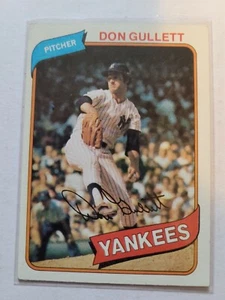 PITCHER
DON GULLETT
Don Gullett
YANKEES